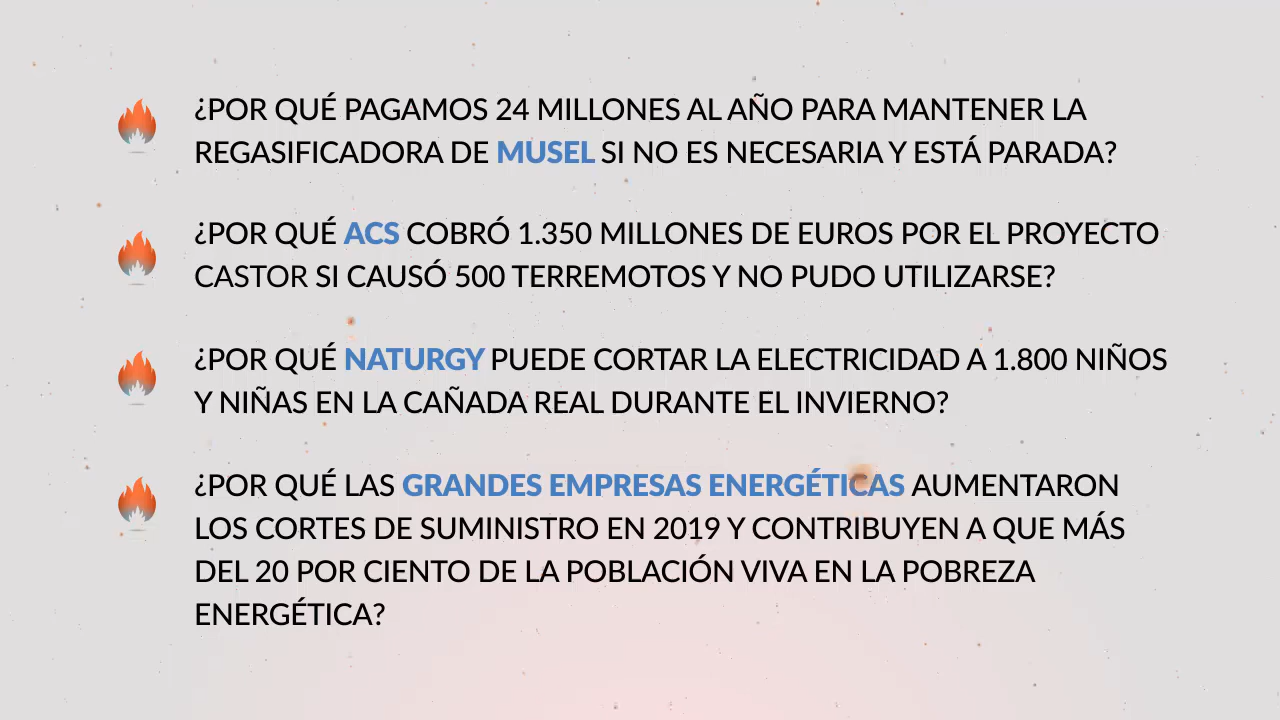 ¿POR QUÉ PAGAMOS 24 MILLONES AL AÑO PARA MANTENER LA
REGASIFICADORA DE MUSEL SI NO ES NECESARIA Y ESTÁ PARADA?
¿POR QUÉ ACS COBRÓ 1.350 MILLONES DE EUROS POR EL PROYECTO
CASTOR SI CAUSÓ 500 TERREMOTOS Y NO PUDO UTILIZARSE?
¿POR QUÉ NATURGY PUEDE CORTAR LA ELECTRICIDAD A 1.800 NIÑOS
Y NIÑAS EN LA CAÑADA REAL DURANTE EL INVIERNO?
¿POR QUÉ LAS GRANDES EMPRESAS ENERGÉTICAS AUMENTARON
LOS CORTES DE SUMINISTRO EN 2019 Y CONTRIBUYEN A QUE MÁS
DEL 20 POR CIENTO DE LA POBLACIÓN VIVA EN LA POBREZA
ENERGÉTICA?